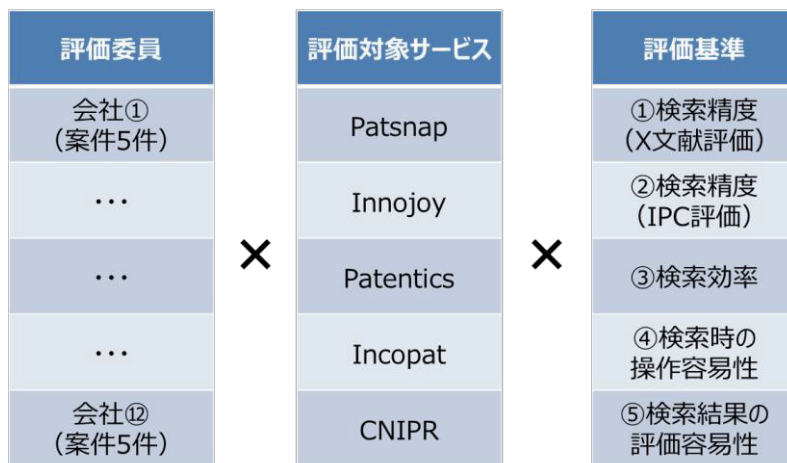 評価委員
会社①
（案件5件）
・・・
・・・
・・・
会社⑫
（案件5件）
×
評価対象サービス
Patsnap
Innojoy
Patentics
Incopat
CNIPR
×
評価基準
①検索精度
（X文献評価）
②検索精度
（IPC評価）
③検索効率
④検索時の
操作容易性
⑤検索結果の
評価容易性